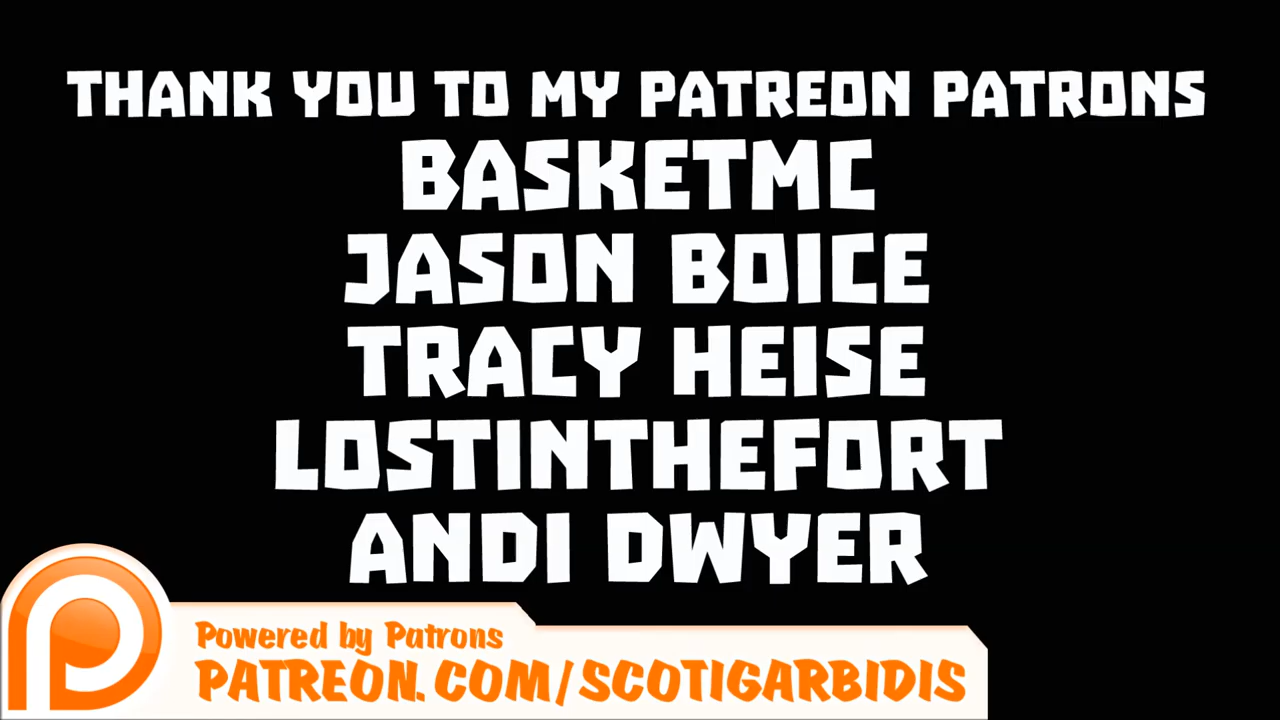 THANK YOU TO MY PATREON PATRONS
BASKETMC
JASON BOICE
TRACY HEISE
LOSTINTHEFORT
ANDI DWYER
Powered by Patrons
PATREON.COM/SCOTIGARBIDIS